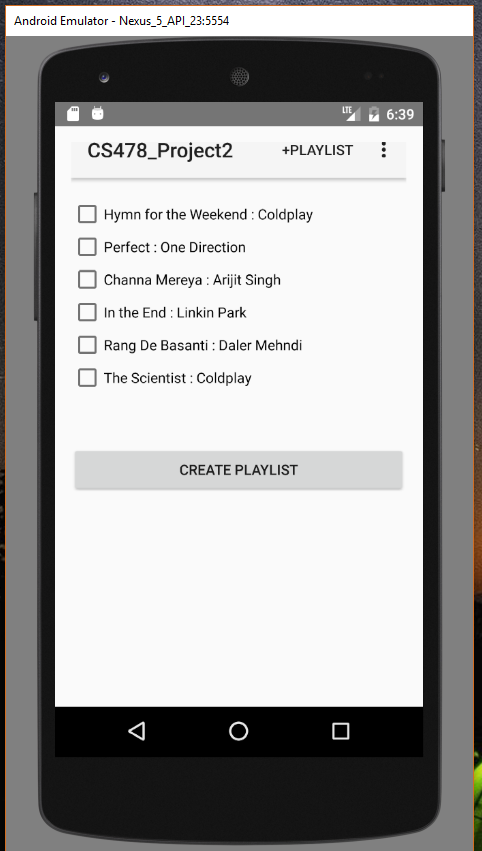 Android Emulator - Nexus_5_API_23:5554
LTE 6:39
CS478_Project2 +PLAYLIST
Hymn for the Weekend : Coldplay
Perfect : One Direction
Channa Mereya : Arijit Singh
In the End : Linkin Park
Rang De Basanti : Daler Mehndi
The Scientist : Coldplay
CREATE PLAYLIST